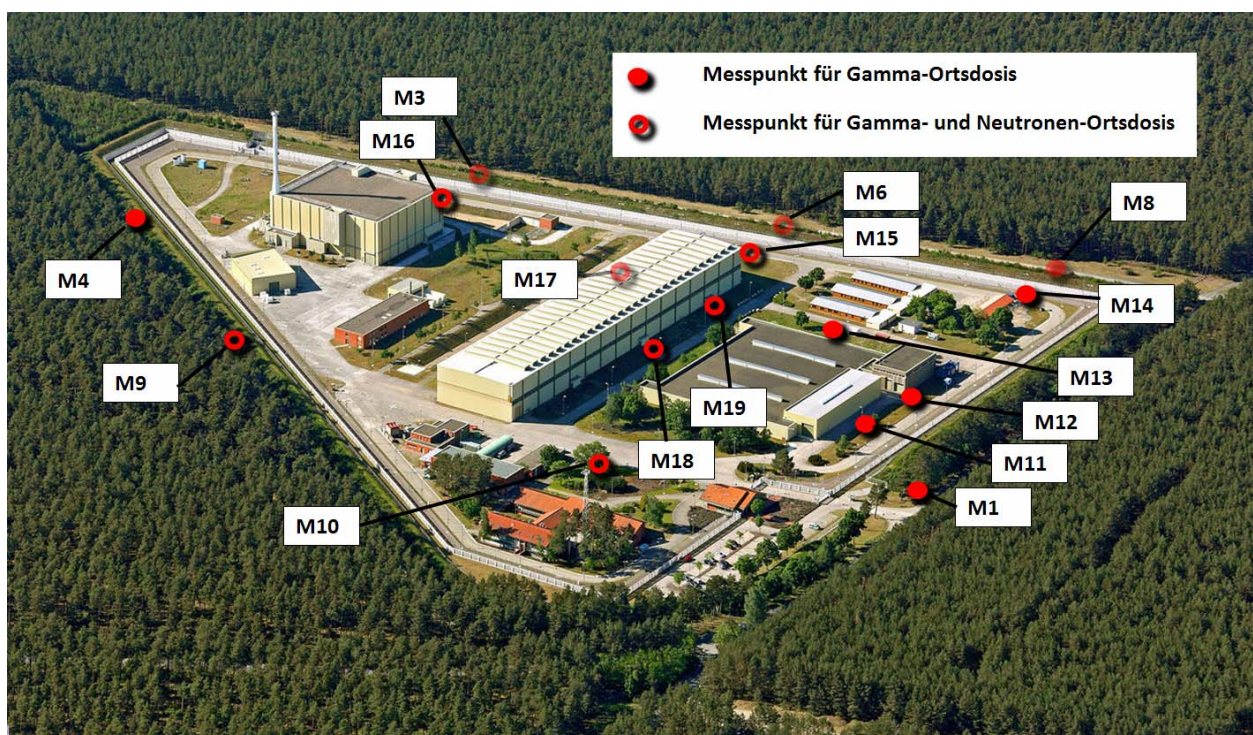 Messpunkt für Gamma-Ortsdosis
Messpunkt für Gamma- und Neutronen-Ortsdosis
M3
M16
M6
M8
M15
M4
M17
M14
M9
M13
M19
M12
M18
M11
M10
M1